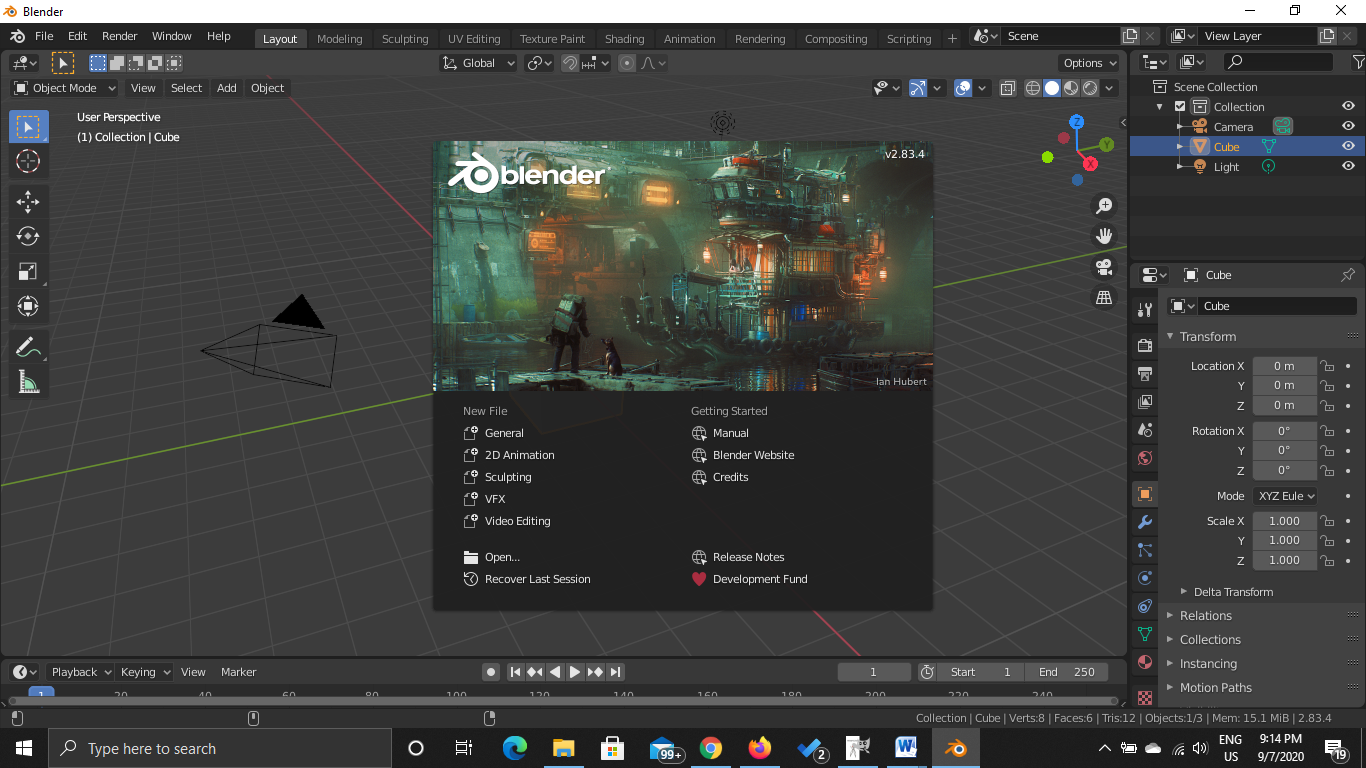 Blender
File Edit Render Window Help Layout Modeling Sculpting UV Editing Texture Paint Shading Animation Rendering Compositing Scripting + Scene View Layer
Global Options
Object Mode View Select Add Object
User Perspective
(1) Collection | Cube
Z
Y
X
Scene Collection
Collection
Camera
Cube
Light
blender
v2.83.4
Ian Hubert
New File
General
2D Animation
Sculpting
VFX
Video Editing
Open...
Recover Last Session
Getting Started
Manual
Blender Website
Credits
Release Notes
Development Fund
Cube
Cube
Transform
Location X 0 m
Y 0 m
Z 0 m
Rotation X 0°
Y 0°
Z 0°
Mode XYZ Eule
Scale X 1.000
Y 1.000
Z 1.000
Delta Transform
Relations
Collections
Instancing
Motion Paths
Playback Keying View Marker 1 Start 1 End 250
1 20 40 60 80 100 120 140 160 180 200 220 240
Collection | Cube | Verts:8 | Faces:6 | Tris:12 | Objects:1/3 | Mem: 15.1 MiB | 2.83.4
Type here to search
99+
2
W
ENG
US
9:14 PM
9/7/2020
19